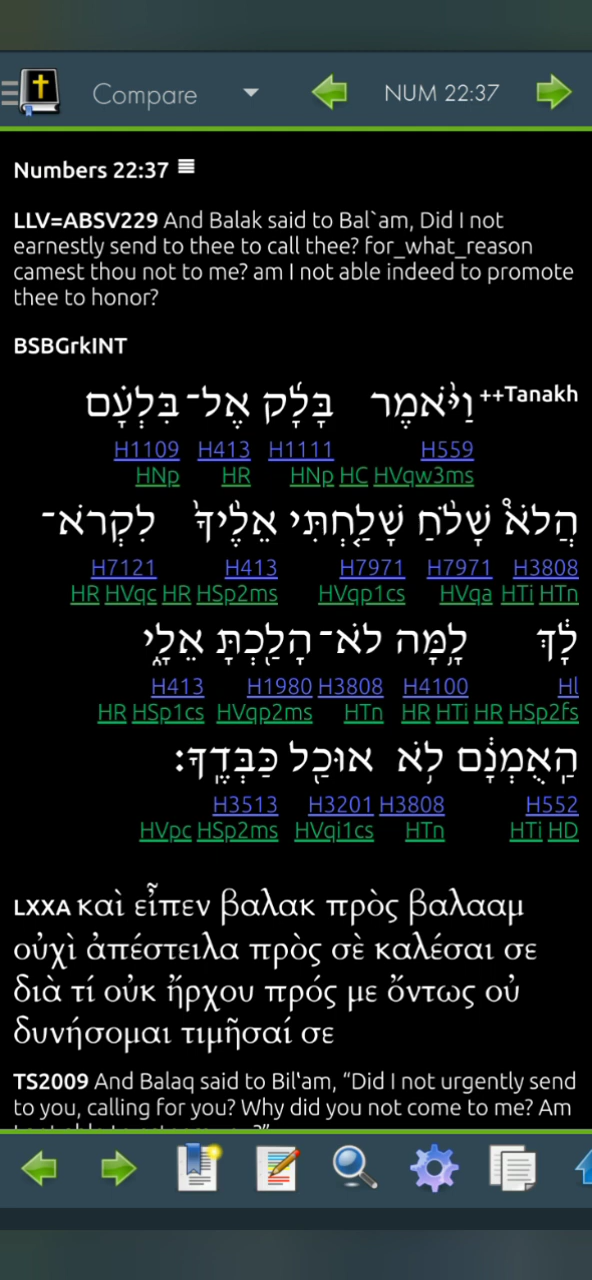 Compare
NUM 22:37
Numbers 22:37
LLV=ABSV229 And Balak said to Bal`am, Did I not
earnestly send to thee to call thee? for_what_reason
camest thou not to me? am I not able indeed to promote
thee to honor?
BSBGrkINT
++Tanakh וַיֹּ֨אמֶר בָּלָ֜ק אֶל־ בִּלְעָ֗ם
H1109 H413 H1111 H559
HNp HR HNp HC HVqw3ms
הֲלֹא֩ שָׁלֹ֨חַ שָׁלַ֤חְתִּי אֵלֶ֙יךָ֙ לִקְרֹא־
H7121 H413 H7971 H7971 H3808
HR HVqc HR HSp2ms HVqp1cs HVqa HTi HTn
לָ֔ךְ לָ֥מָּה לֹא־ הָלַ֖כְתָּ אֵלָ֑י
H413 H1980 H3808 H4100 Hl
HR HSp1cs HVqp2ms HTn HR HTi HR HSp2fs
הַֽאֻמְנָ֔ם לֹ֥א אוּכַ֖ל כַּבְּדֶֽךָ׃
H3513 H3201 H3808 H552
HVpc HSp2ms HVqi1cs HTn HTi HD
LXXA καὶ εἶπεν βαλακ πρὸς βαλααμ
οὐχὶ ἀπέστειλα πρὸς σὲ καλέσαι σε
διὰ τί οὐκ ἤρχου πρός με ὄντως οὐ
δυνήσομαι τιμῆσαί σε
TS2009 And Balaq said to Bil‛am, “Did I not urgently send
to you, calling for you? Why did you not come to me? Am